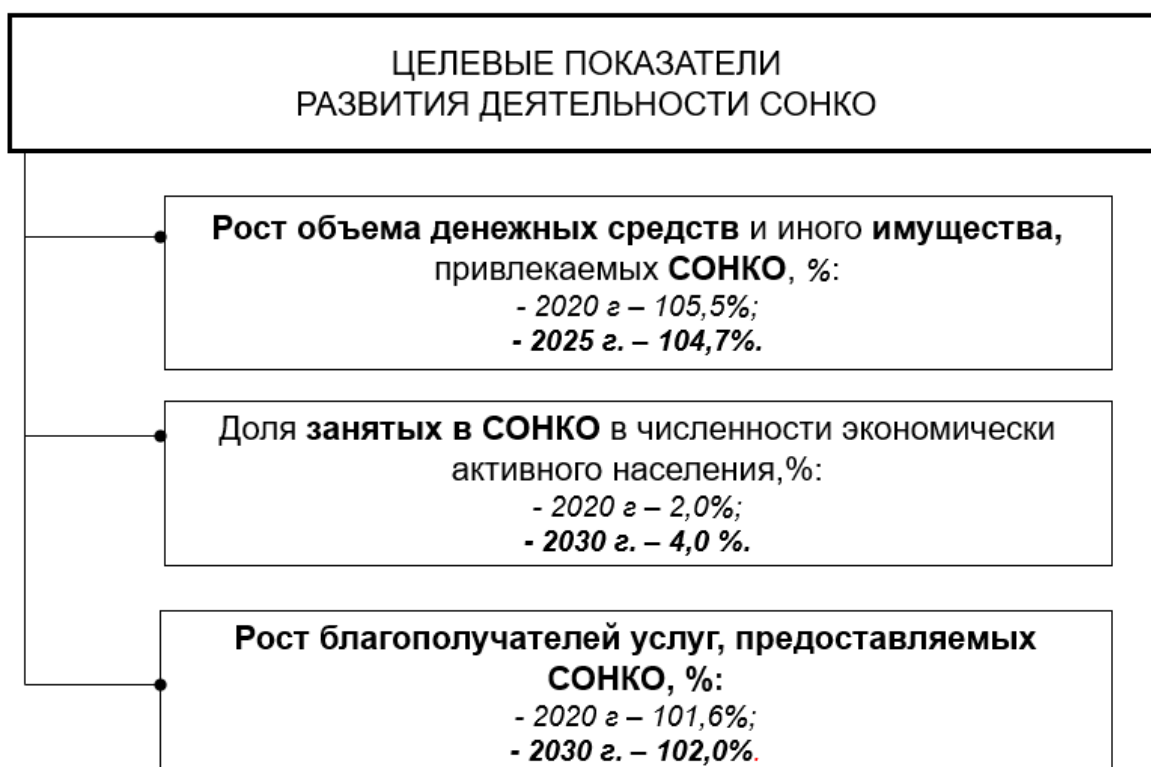 ЦЕЛЕВЫЕ ПОКАЗАТЕЛИ
РАЗВИТИЯ ДЕЯТЕЛЬНОСТИ СОНКО
Рост объема денежных средств и иного имущества,
привлекаемых СОНКО, %:
- 2020 г – 105,5%;
- 2025 г. – 104,7%.
Доля занятых в СОНКО в численности экономически
активного населения,%:
- 2020 г – 2,0%;
- 2030 г. – 4,0 %.
Рост благополучателей услуг, предоставляемых
СОНКО, %:
- 2020 г – 101,6%;
- 2030 г. – 102,0%.